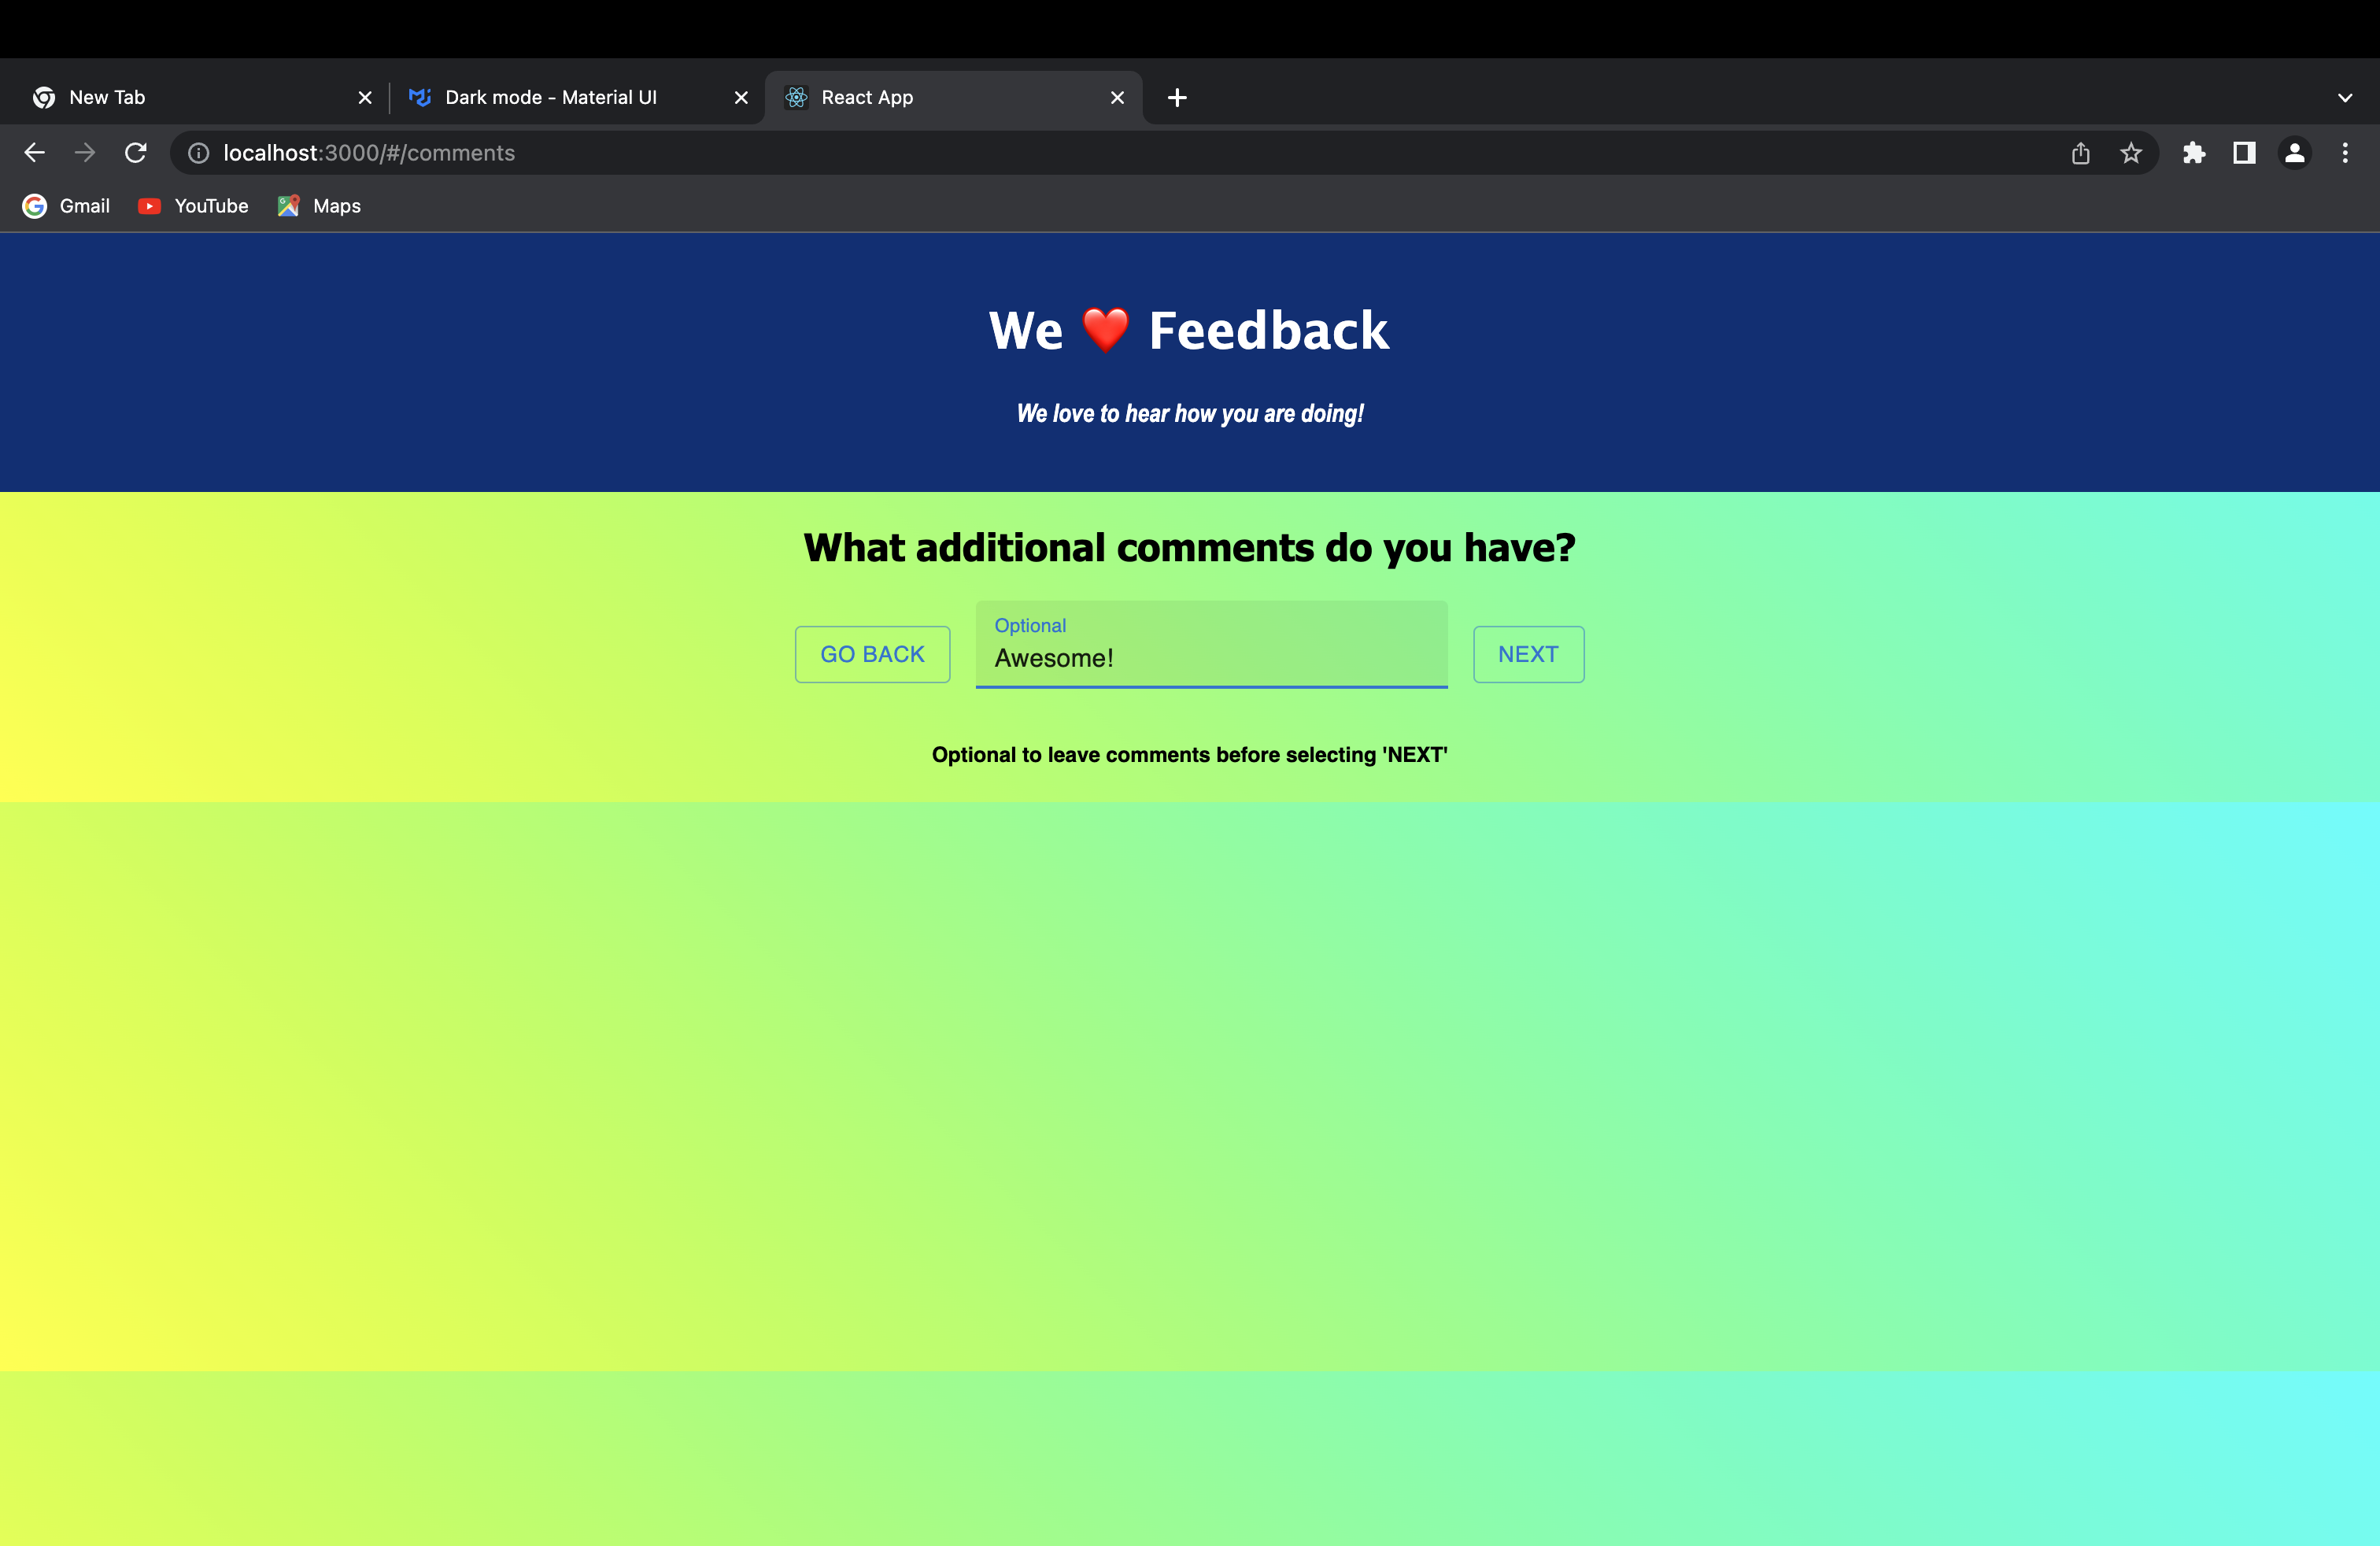 New Tab
Dark mode - Material UI
React App
localhost:3000/#/comments
Gmail
YouTube
Maps
We ❤️ Feedback
We love to hear how you are doing!
What additional comments do you have?
GO BACK
Optional
Awesome!
NEXT
Optional to leave comments before selecting 'NEXT'